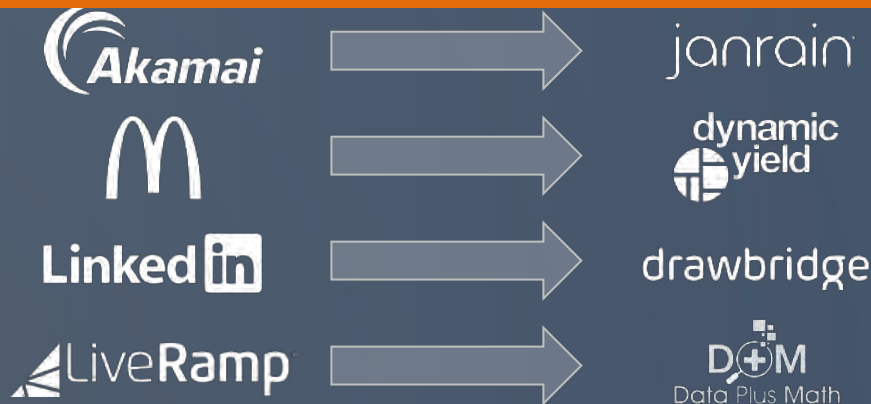 Akamai
janrain
dynamic
yield
Linked in
drawbridge
LiveRamp
D+M
Data Plus Math